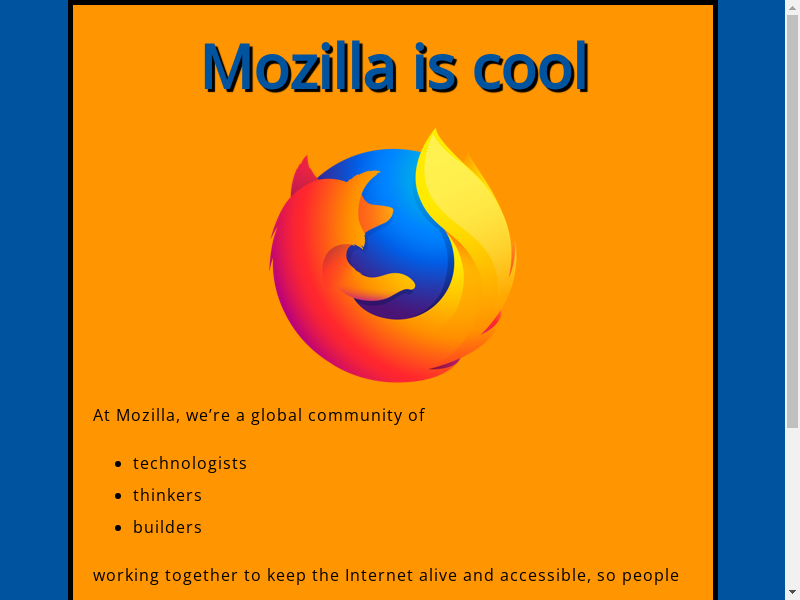 Mozilla is cool
At Mozilla, we’re a global community of
• technologists
• thinkers
• builders
working together to keep the Internet alive and accessible, so people